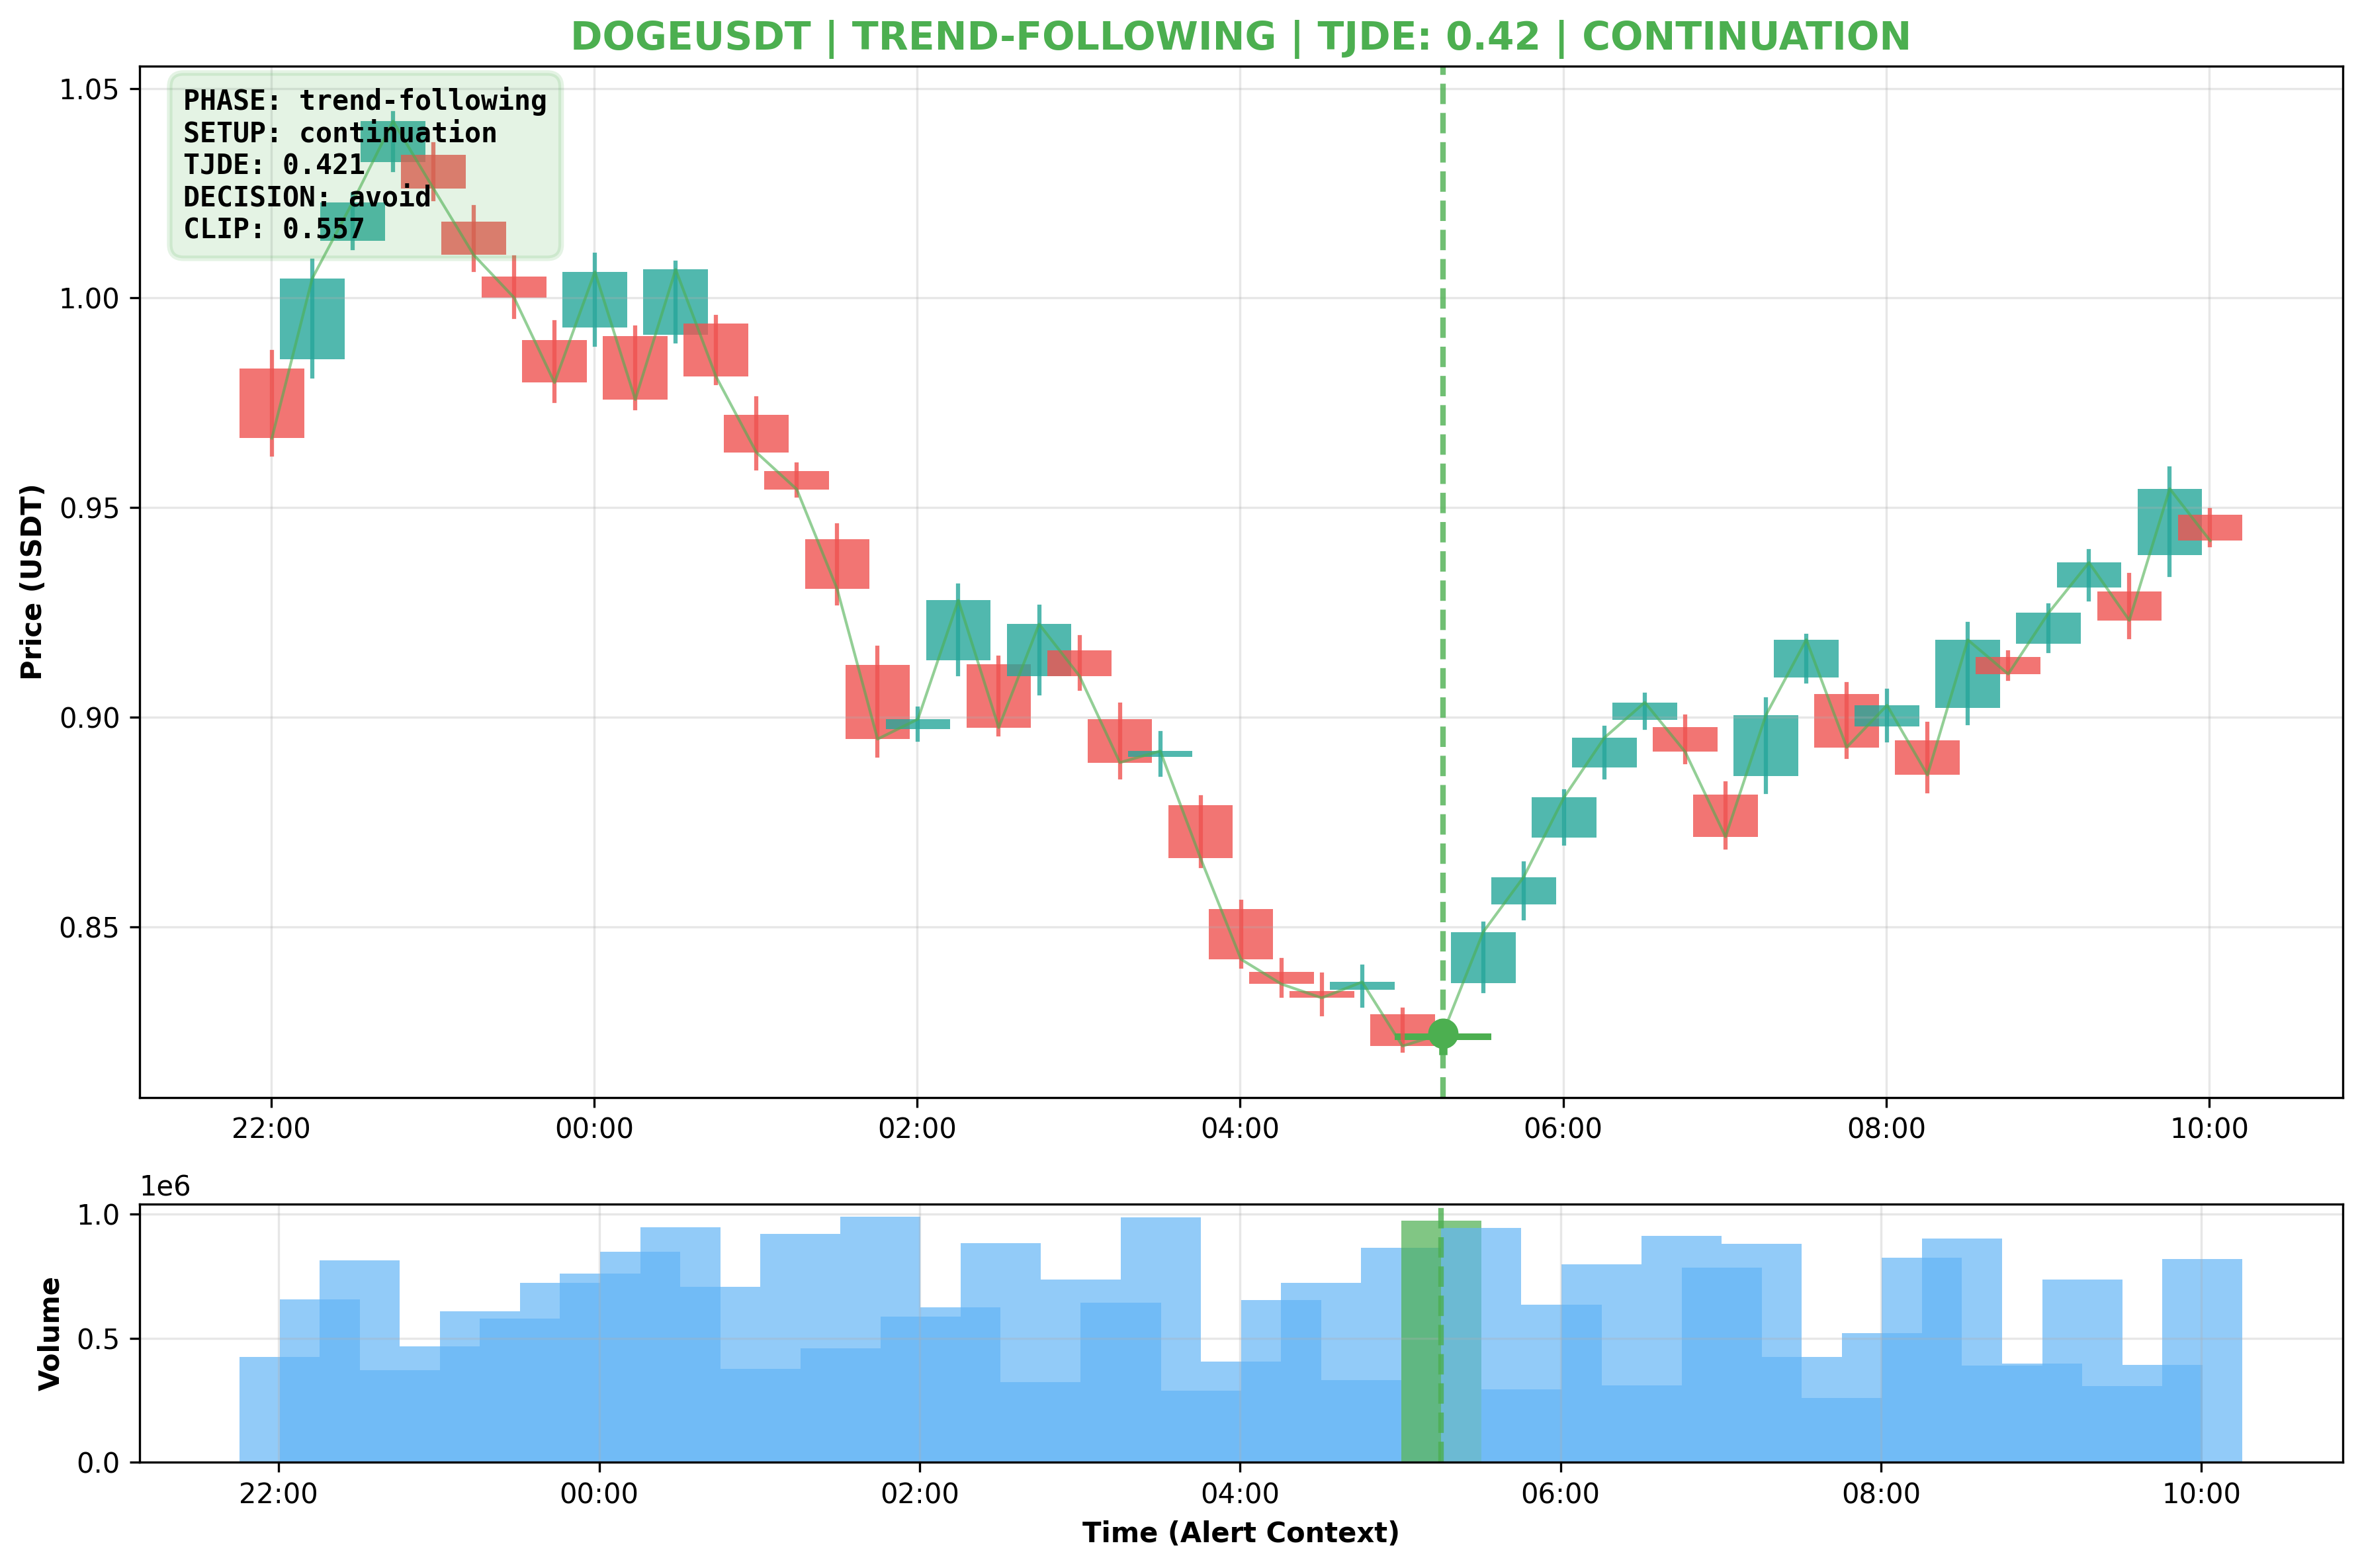 DOGEUSDT | TREND-FOLLOWING | TJDE: 0.42 | CONTINUATION
PHASE: trend-following
SETUP: continuation
TJDE: 0.421
DECISION: avoid
CLIP: 0.557
Price (USDT)
1.05
1.00
0.95
0.90
0.85
22:00 00:00 02:00 04:00 06:00 08:00 10:00
1e6
Volume
1.0
0.5
0.0
22:00 00:00 02:00 04:00 06:00 08:00 10:00
Time (Alert Context)